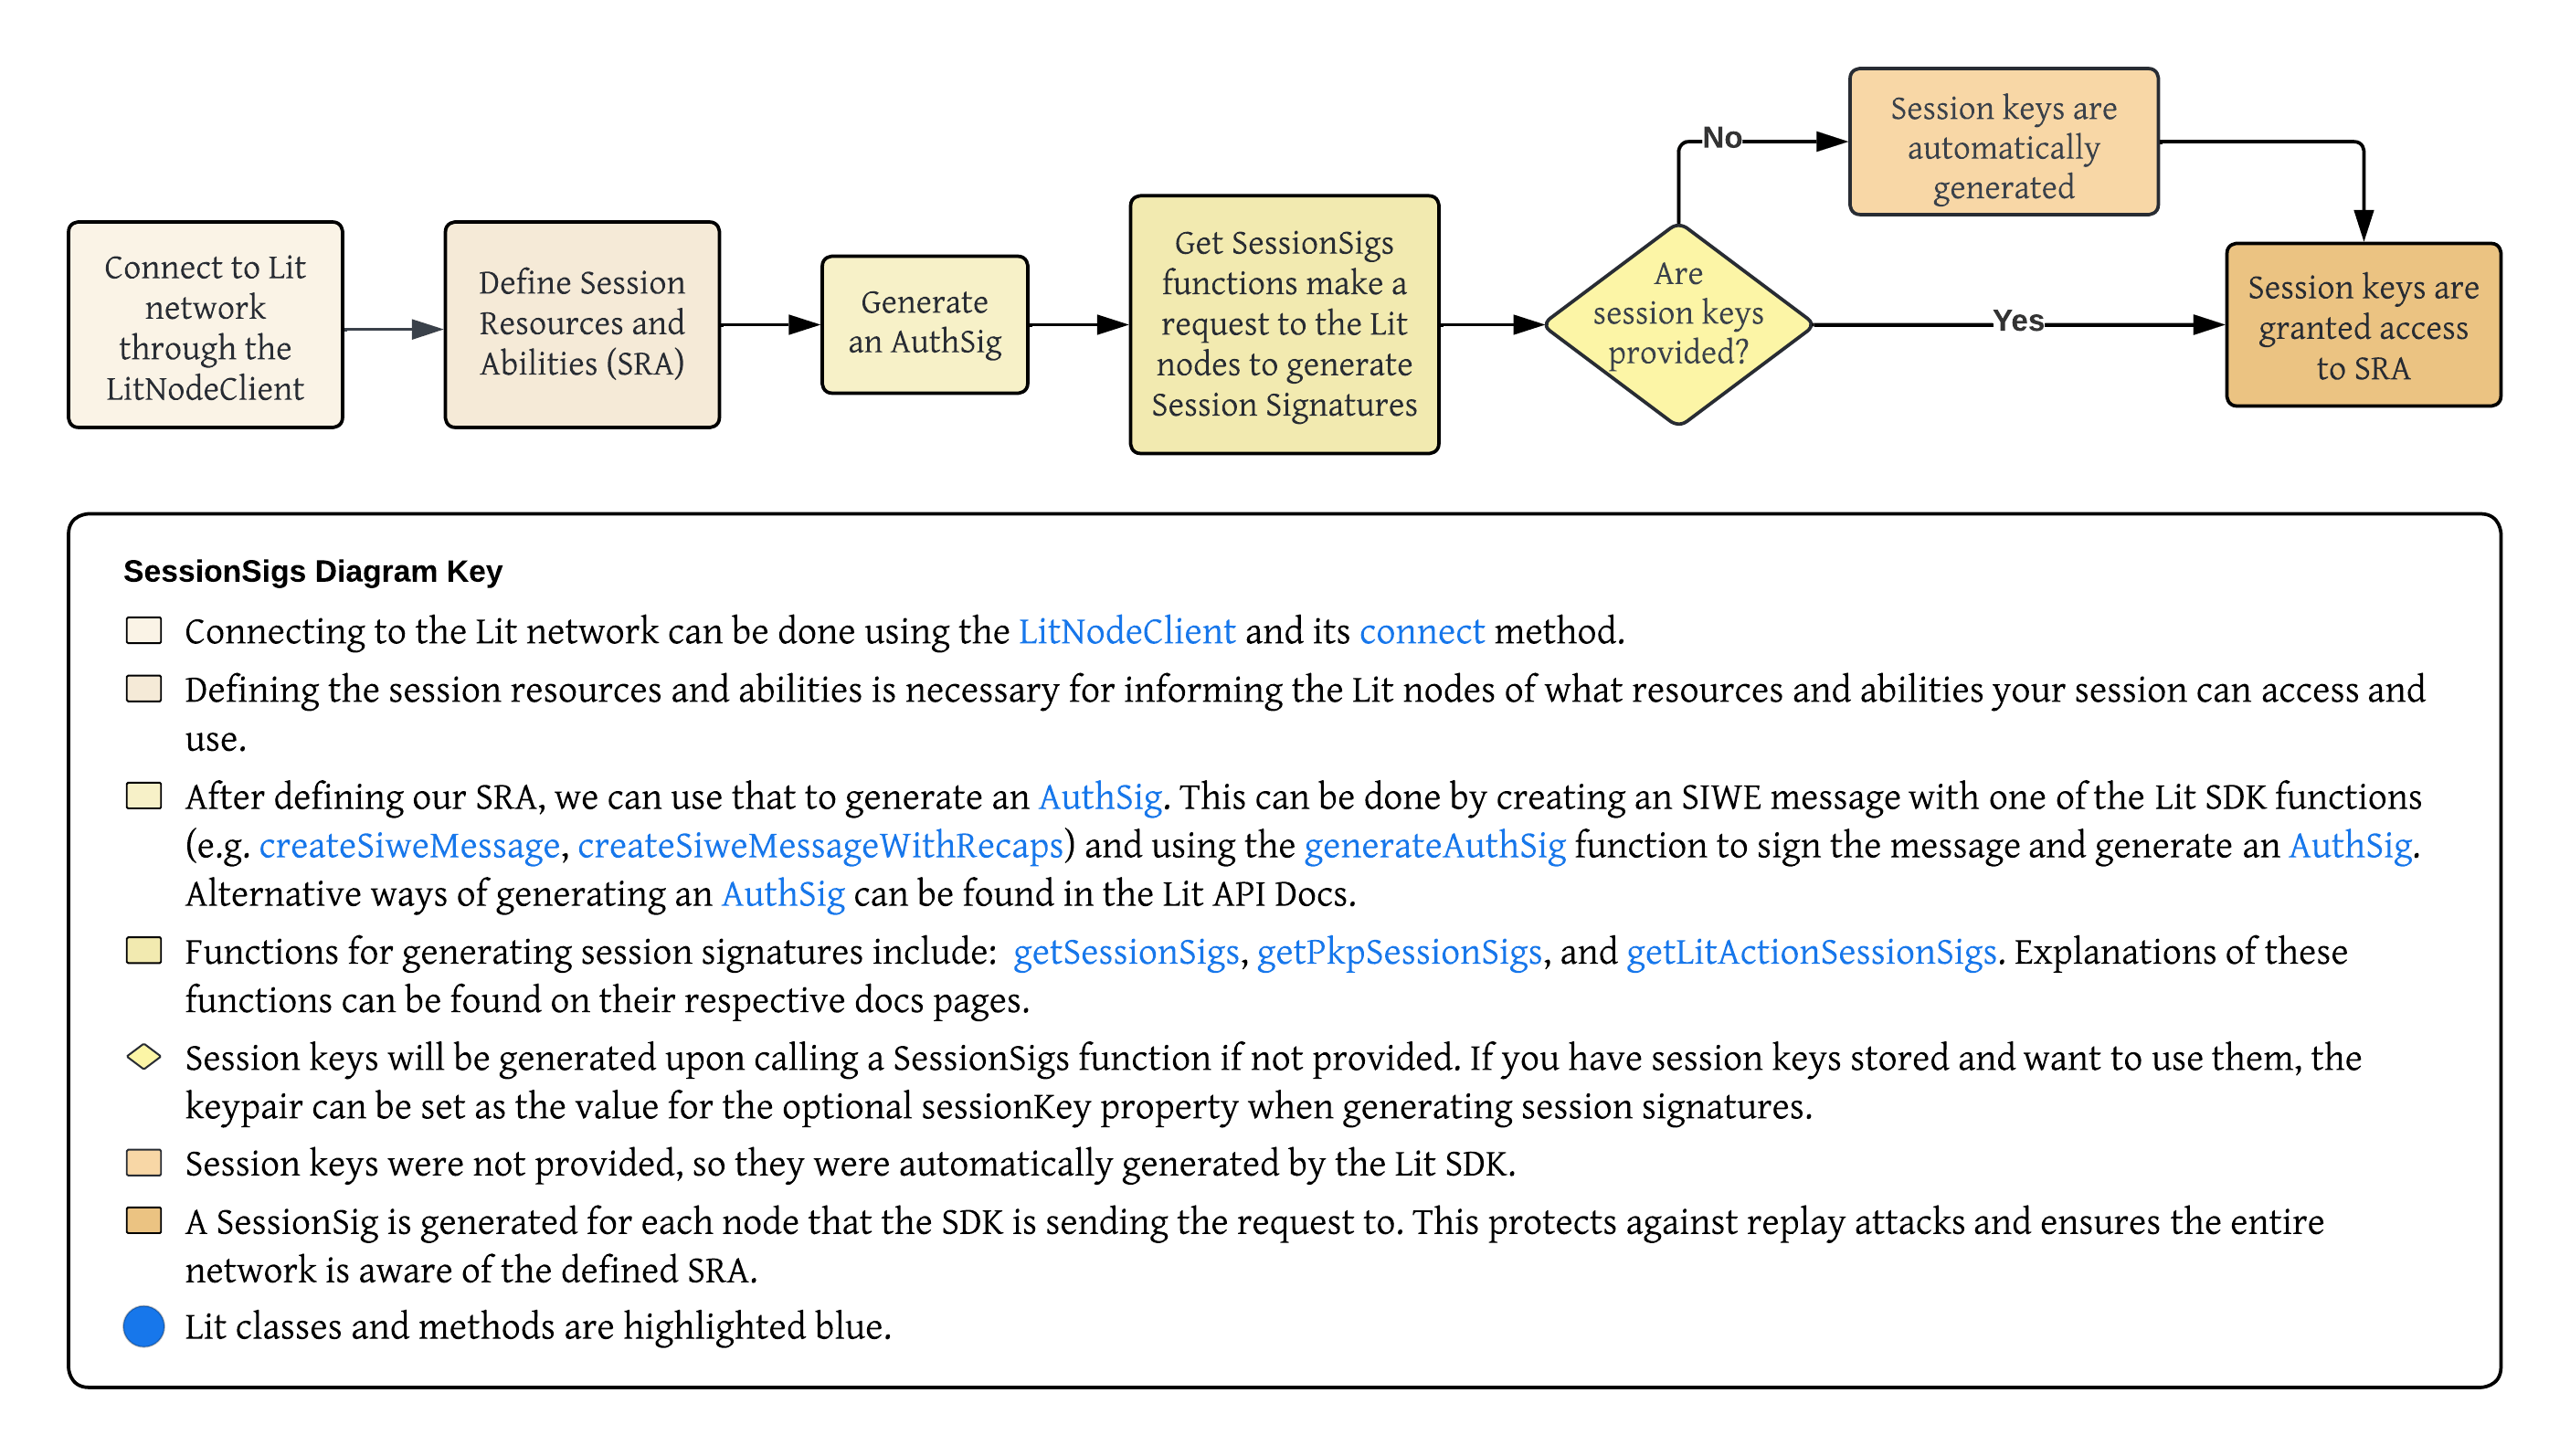 Connect to Lit
network
through the
LitNodeClient
Define Session
Resources and
Abilities (SRA)
Generate
an AuthSig
Get SessionSigs
functions make a
request to the Lit
nodes to generate
Session Signatures
Are
session keys
provided?
No
Session keys are
automatically
generated
Yes
Session keys are
granted access
to SRA
SessionSigs Diagram Key
Connecting to the Lit network can be done using the LitNodeClient and its connect method.
Defining the session resources and abilities is necessary for informing the Lit nodes of what resources and abilities your session can access and
use.
After defining our SRA, we can use that to generate an AuthSig. This can be done by creating an SIWE message with one of the Lit SDK functions
(e.g. createSiweMessage, createSiweMessageWithRecaps) and using the generateAuthSig function to sign the message and generate an AuthSig.
Alternative ways of generating an AuthSig can be found in the Lit API Docs.
Functions for generating session signatures include: getSessionSigs, getPkpSessionSigs, and getLitActionSessionSigs. Explanations of these
functions can be found on their respective docs pages.
Session keys will be generated upon calling a SessionSigs function if not provided. If you have session keys stored and want to use them, the
keypair can be set as the value for the optional sessionKey property when generating session signatures.
Session keys were not provided, so they were automatically generated by the Lit SDK.
A SessionSig is generated for each node that the SDK is sending the request to. This protects against replay attacks and ensures the entire
network is aware of the defined SRA.
Lit classes and methods are highlighted blue.